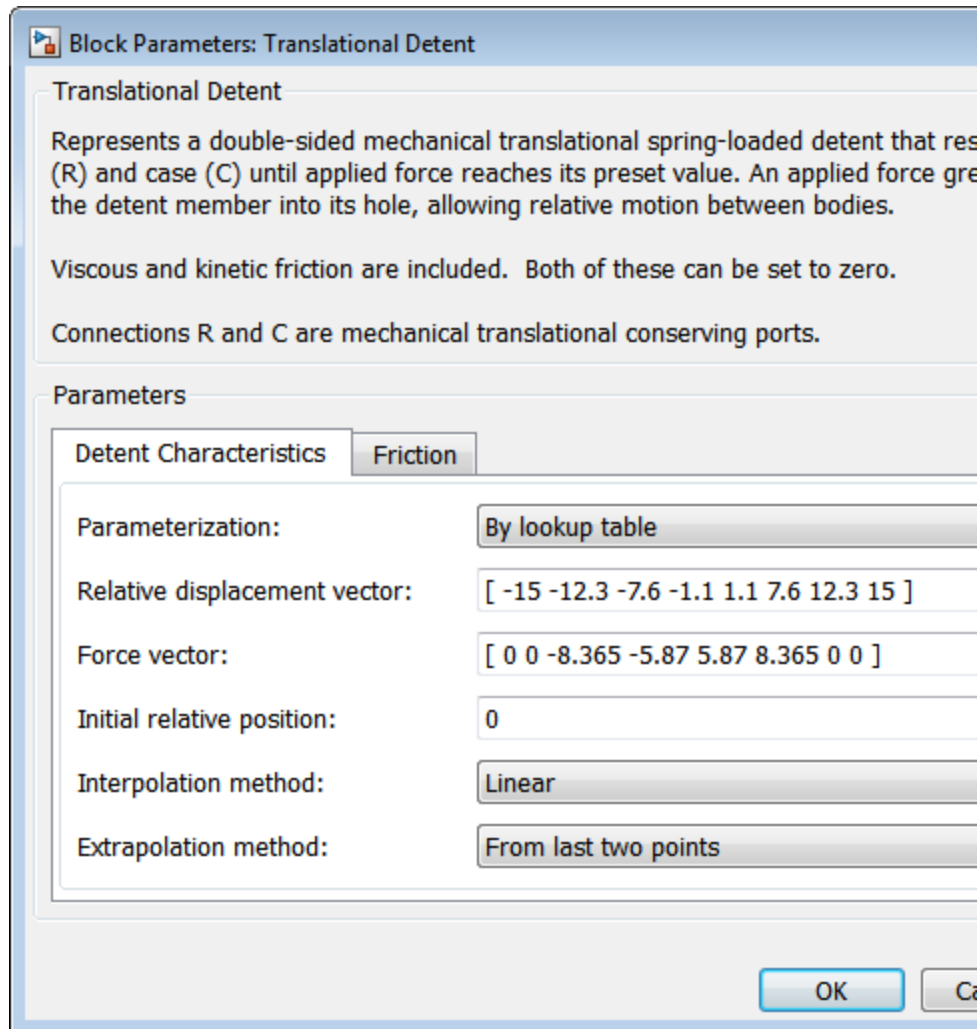 Block Parameters: Translational Detent
Translational Detent
Represents a double-sided mechanical translational spring-loaded detent that
(R) and case (C) until applied force reaches its preset value. An applied force
the detent member into its hole, allowing relative motion between bodies.
Viscous and kinetic friction are included.  Both of these can be set to zero.
Connections R and C are mechanical translational conserving ports.
Parameters
Detent Characteristics Friction
Parameterization: By lookup table
Relative displacement vector: [ -15 -12.3 -7.6 -1.1 1.1 7.6 12.3 15 ]
Force vector: [ 0 0 -8.365 -5.87 5.87 8.365 0 0 ]
Initial relative position: 0
Interpolation method: Linear
Extrapolation method: From last two points
OK